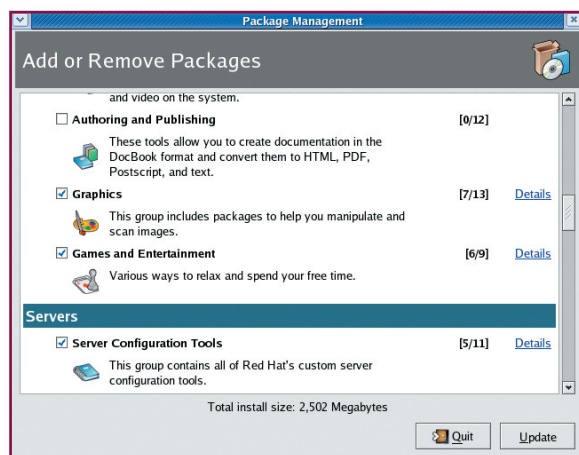 Package Management
Add or Remove Packages
and video on the system.
Authoring and Publishing [0/12]
These tools allow you to create documentation in the
DocBook format and convert them to HTML, PDF,
Postscript, and text.
Graphics [7/13] Details
This group includes packages to help you manipulate and
scan images.
Games and Entertainment [6/9] Details
Various ways to relax and spend your free time.
Servers
Server Configuration Tools [5/11] Details
This group contains all of Red Hat's custom server
configuration tools.
Total install size: 2,502 Megabytes
Quit Update